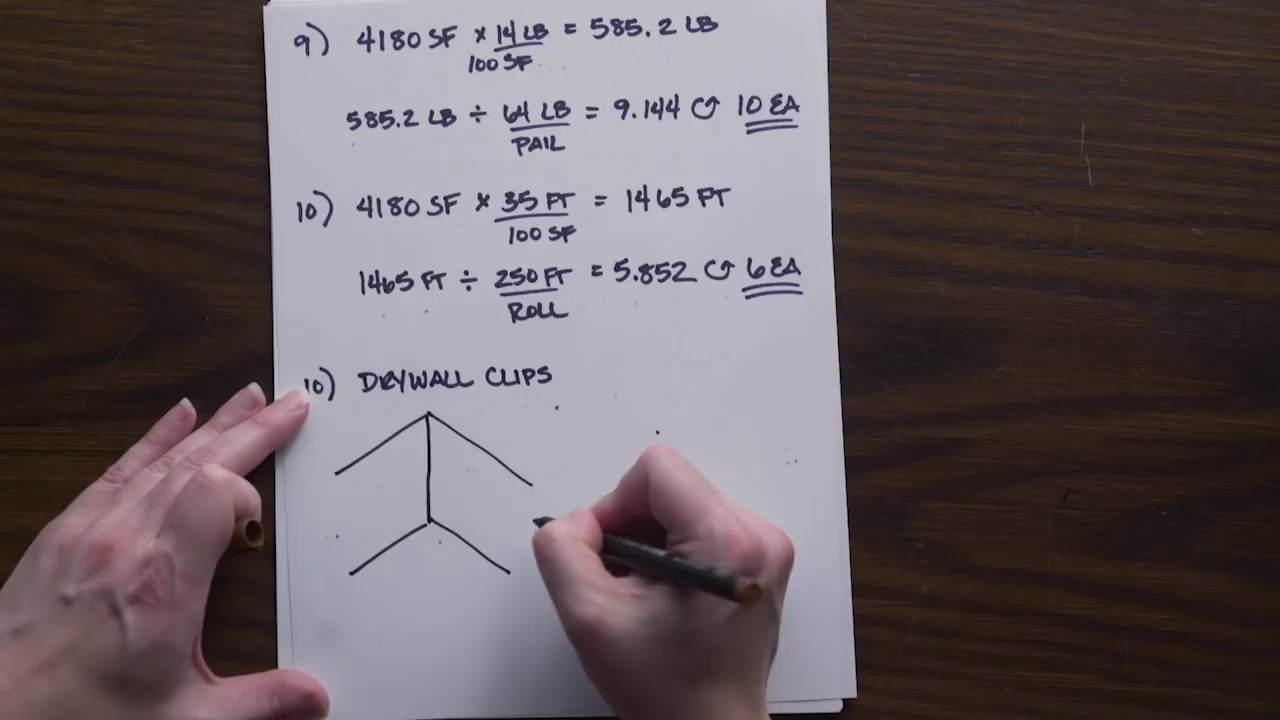 9) 4180 SF × 14 LB = 585.2 LB
100 SF
585.2 LB ÷ 64 LB = 9.144 ↺ 10 EA
PAIL
10) 4180 SF × 35 FT = 1465 FT
100 SF
1465 FT ÷ 250 FT = 5.852 ↺ 6 EA
ROLL
10) DRYWALL CLIPS